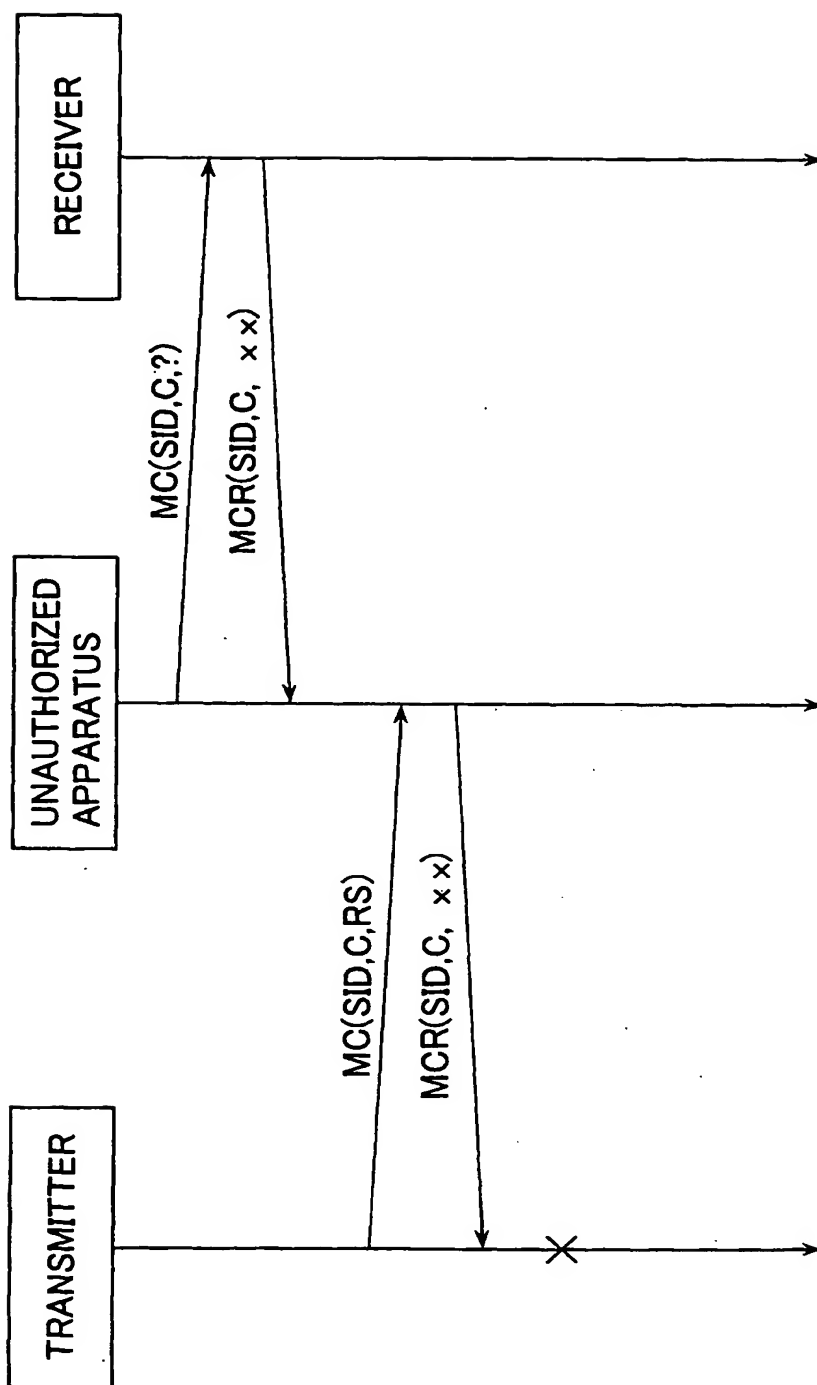 TRANSMITTER
UNAUTHORIZED
APPARATUS
RECEIVER
MC(SID,C,?)
MCR(SID,C, ××)
MC(SID,C,RS)
MCR(SID,C, ××)